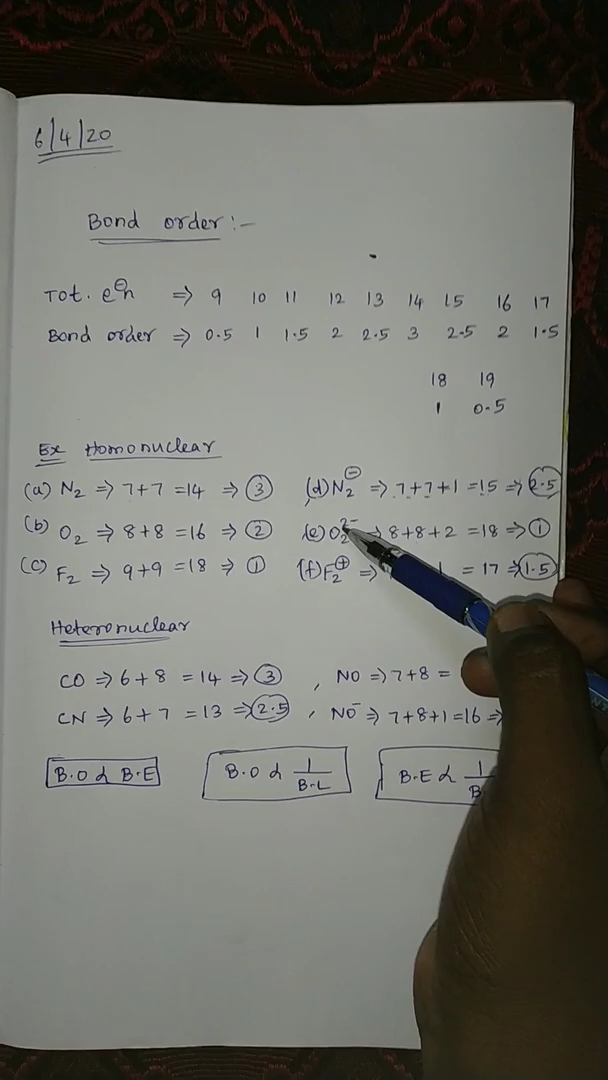 6/4/20
Bond order :-
Tot. e⊖n ⇒ 9 10 11 12 13 14 15 16 17
Bond order ⇒ 0.5 1 1.5 2 2.5 3 2.5 2 1.5
18 19
1 0.5
Ex Homonuclear
(a) N₂ ⇒ 7+7 = 14 ⇒ 3 (d) N₂⊖ ⇒ 7+7+1 = 15 ⇒ 2.5
(b) O₂ ⇒ 8+8 = 16 ⇒ 2 (e) O₂²⁻ ⇒ 8+8+2 = 18 ⇒ 1
(c) F₂ ⇒ 9+9 = 18 ⇒ 1 (f) F₂⊕ ⇒ 1 = 17 ⇒ 1.5
Heteronuclear
CO ⇒ 6+8 = 14 ⇒ 3 , NO ⇒ 7+8 =
CN ⇒ 6+7 = 13 ⇒ 2.5 , NO⁻ ⇒ 7+8+1 = 16 ⇒
B.O ∝ B.E B.O ∝ 1/B.L B.E ∝ 1/B